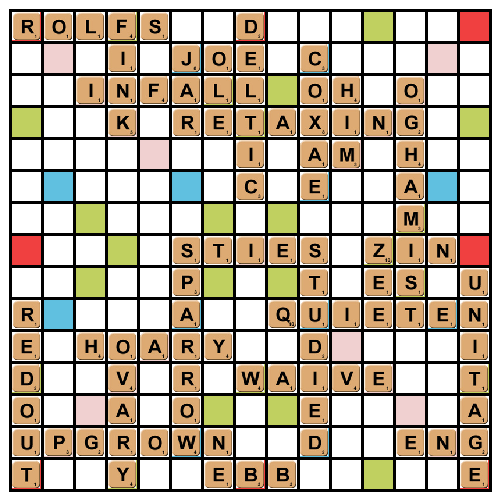 ROLFS D
I JOE C
INFALL OH O
K RETAXING
I AM H
C E A
M
STIES ZIN
P T ES U
R A QUIETEN
E HOARY D I
D V R WAIVE T
O A O E A
UPGROWN D ENG
T Y EBB E